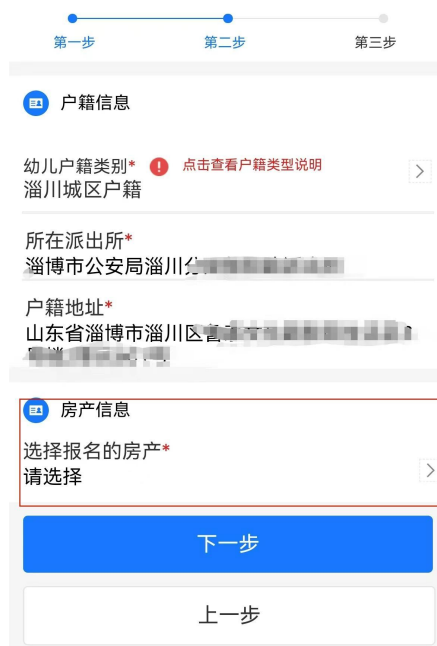 第一步 第二步 第三步
户籍信息
幼儿户籍类别* 点击查看户籍类型说明
淄川城区户籍
所在派出所*
淄博市公安局淄川分
户籍地址*
山东省淄博市淄川区
房产信息
选择报名的房产*
请选择
下一步
上一步